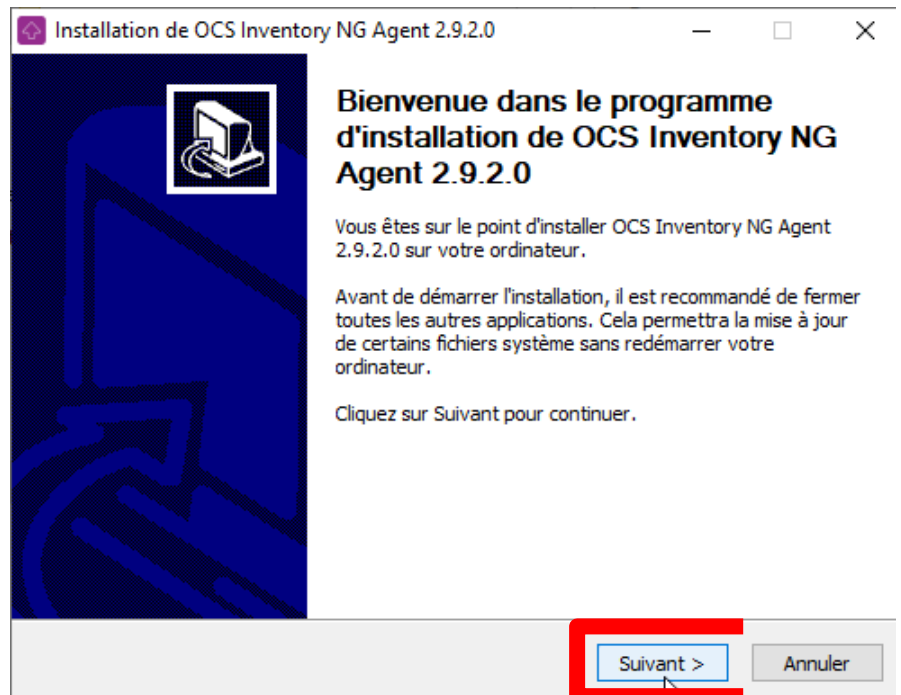 Installation de OCS Inventory NG Agent 2.9.2.0
Bienvenue dans le programme
d'installation de OCS Inventory NG
Agent 2.9.2.0
Vous êtes sur le point d'installer OCS Inventory NG Agent
2.9.2.0 sur votre ordinateur.
Avant de démarrer l'installation, il est recommandé de fermer
toutes les autres applications. Cela permettra la mise à jour
de certains fichiers système sans redémarrer votre
ordinateur.
Cliquez sur Suivant pour continuer.
Suivant >
Annuler